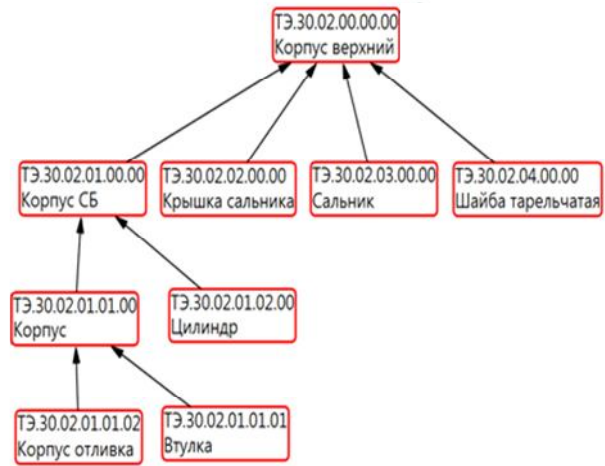 ТЭ.30.02.00.00.00
Корпус верхний
ТЭ.30.02.01.00.00
Корпус СБ
ТЭ.30.02.02.00.00
Крышка сальника
ТЭ.30.02.03.00.00
Сальник
ТЭ.30.02.04.00.00
Шайба тарельчатая
ТЭ.30.02.01.01.00
Корпус
ТЭ.30.02.01.02.00
Цилиндр
ТЭ.30.02.01.01.02
Корпус отливка
ТЭ.30.02.01.01.01
Втулка